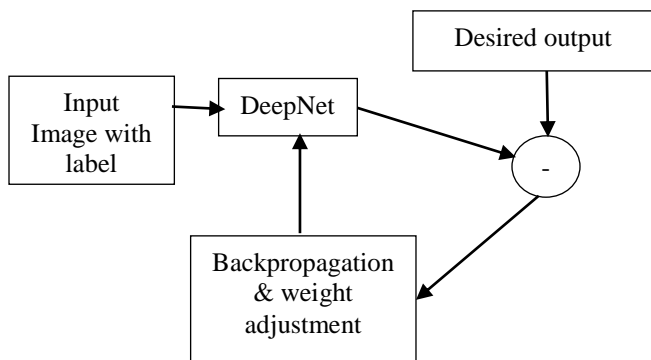 Desired output
Input
Image with
label
DeepNet
-
Backpropagation
& weight
adjustment